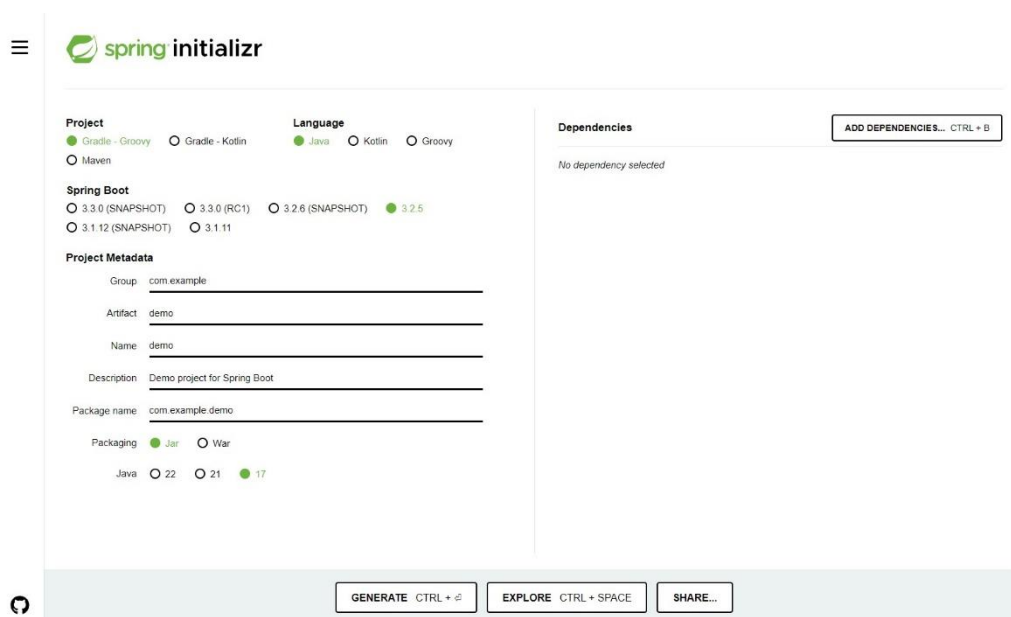 spring initializr
Project
Gradle - Groovy Gradle - Kotlin
Maven
Language
Java Kotlin Groovy
Spring Boot
3.3.0 (SNAPSHOT) 3.3.0 (RC1) 3.2.6 (SNAPSHOT) 3.2.5
3.1.12 (SNAPSHOT) 3.1.11
Project Metadata
Group com.example
Artifact demo
Name demo
Description Demo project for Spring Boot
Package name com.example.demo
Packaging Jar War
Java 22 21 17
Dependencies ADD DEPENDENCIES... CTRL + B
No dependency selected
GENERATE CTRL + ⏎ EXPLORE CTRL + SPACE SHARE...